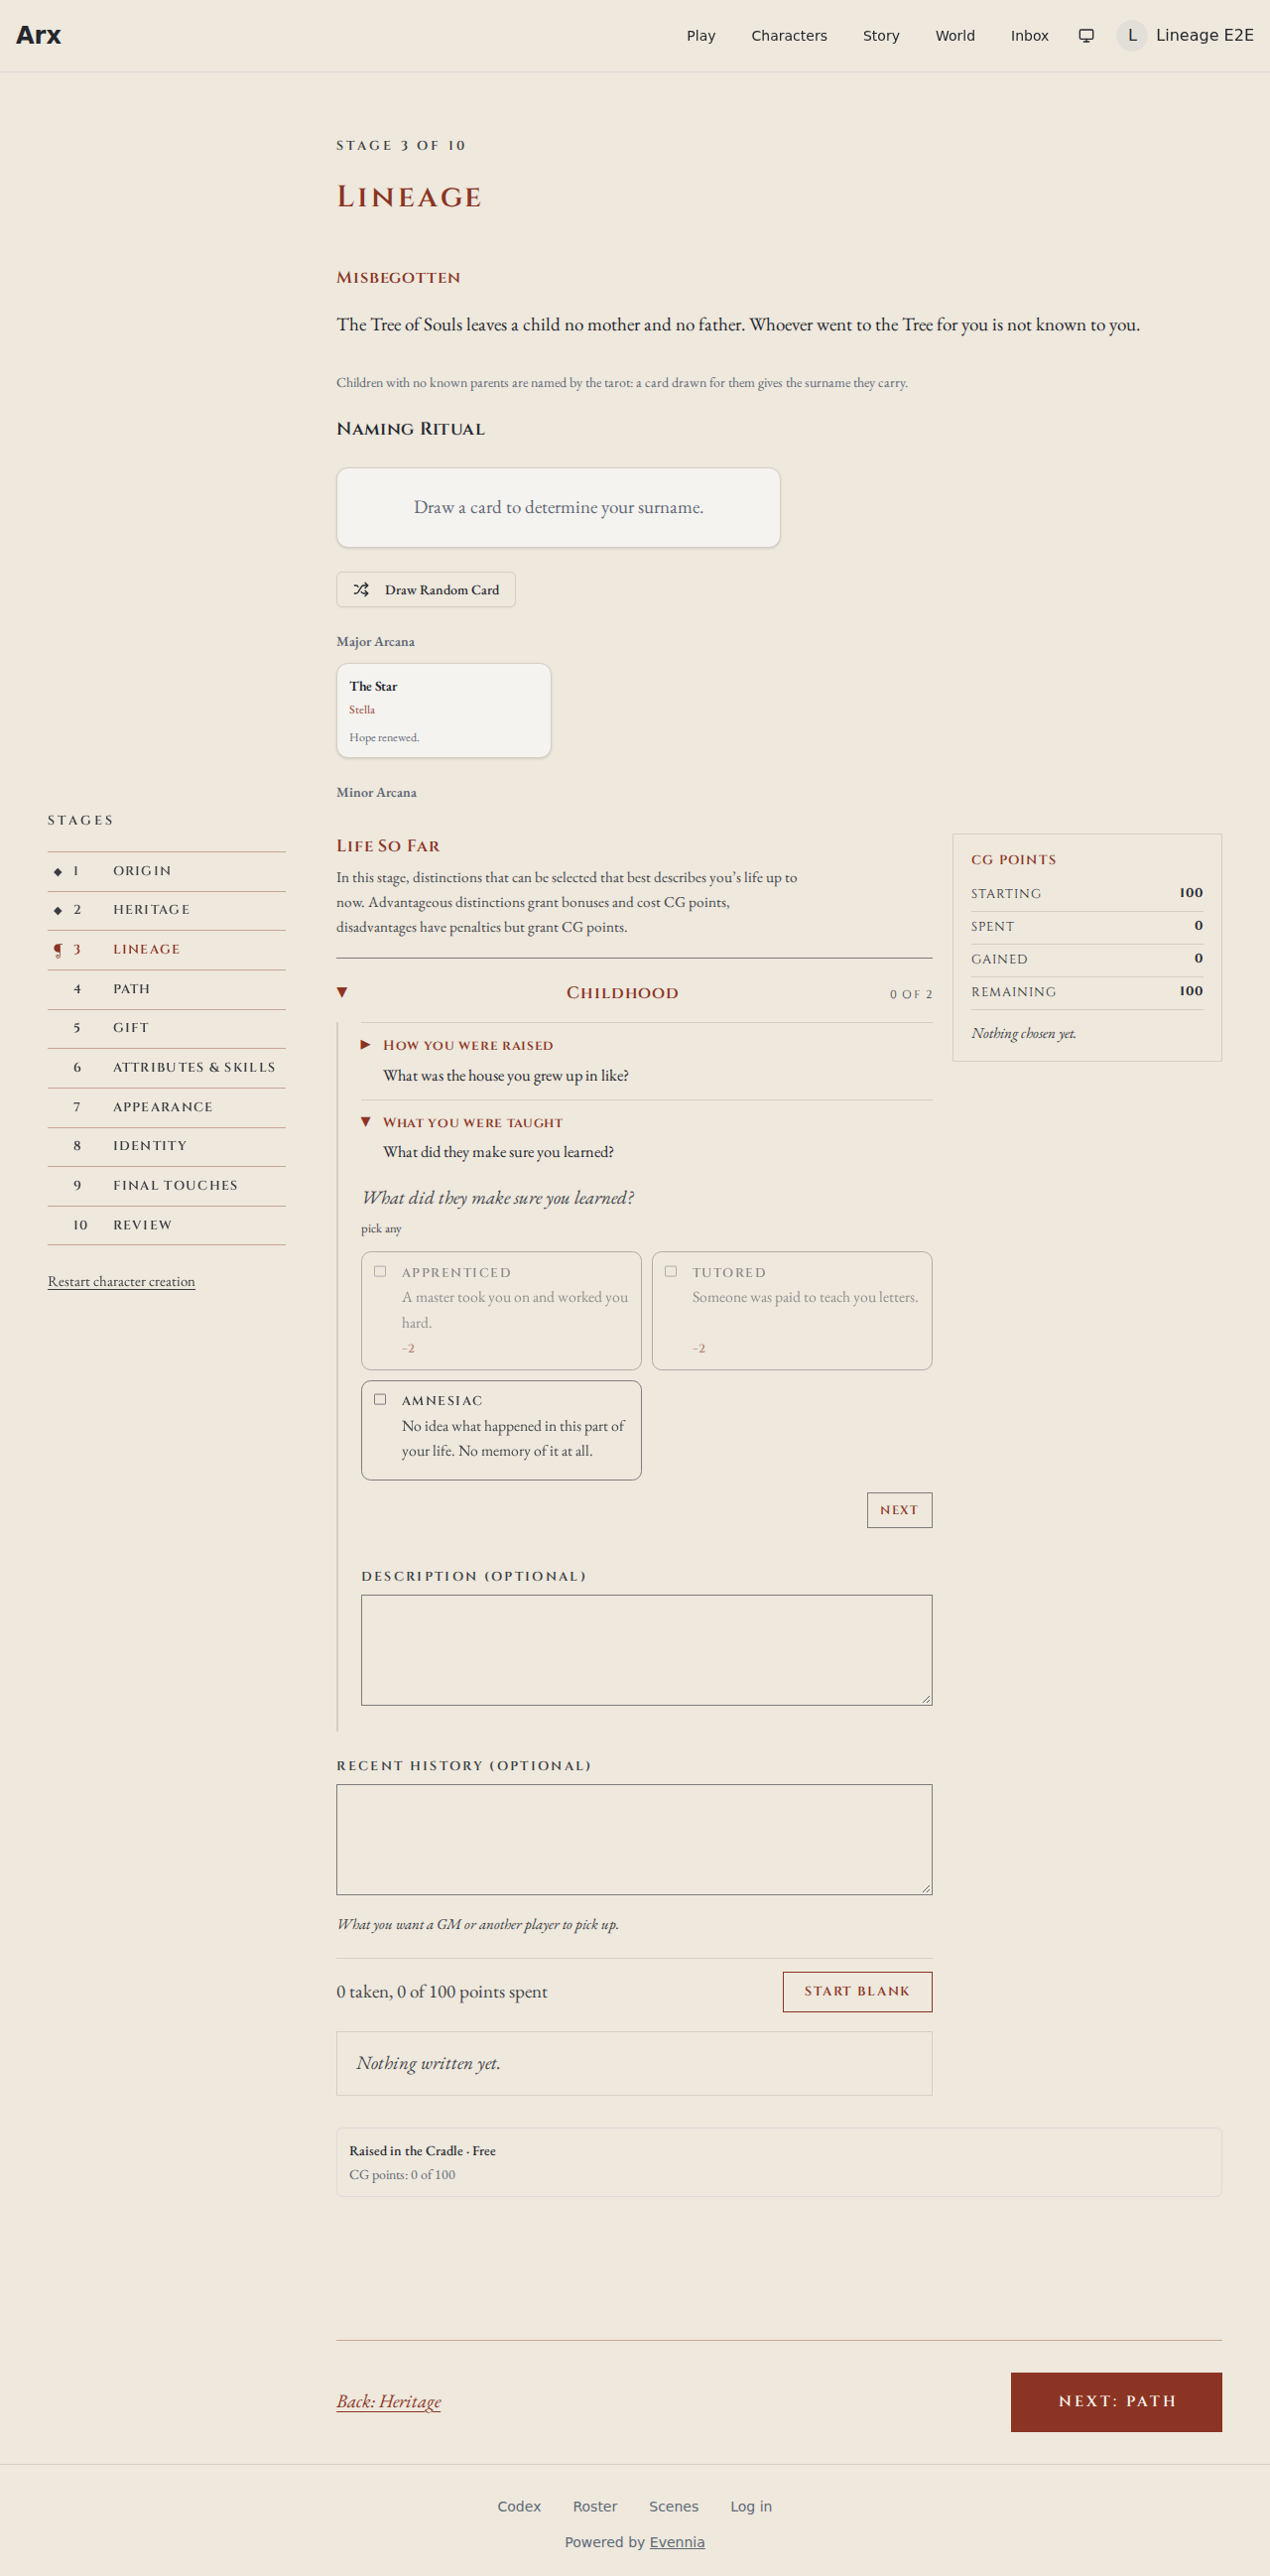 Arx
Play
Characters
Story
World
Inbox
L
Lineage E2E
STAGE 3 OF 10
LINEAGE
MISBEGOTTEN
The Tree of Souls leaves a child no mother and no father. Whoever went to the Tree for you is not known to you.
Children with no known parents are named by the tarot: a card drawn for them gives the surname they carry.
NAMING RITUAL
Draw a card to determine your surname.
Draw Random Card
Major Arcana
The Star
Stella
Hope renewed.
Minor Arcana
STAGES
1 ORIGIN
2 HERITAGE
3 LINEAGE
4 PATH
5 GIFT
6 ATTRIBUTES & SKILLS
7 APPEARANCE
8 IDENTITY
9 FINAL TOUCHES
10 REVIEW
Restart character creation
LIFE SO FAR
In this stage, distinctions that can be selected that best describes you’s life up to
now. Advantageous distinctions grant bonuses and cost CG points,
disadvantages have penalties but grant CG points.
CHILDHOOD
0 OF 2
HOW YOU WERE RAISED
What was the house you grew up in like?
WHAT YOU WERE TAUGHT
What did they make sure you learned?
What did they make sure you learned?
pick any
APPRENTICED
A master took you on and worked you
hard.
-2
TUTORED
Someone was paid to teach you letters.
-2
AMNESIAC
No idea what happened in this part of
your life. No memory of it at all.
NEXT
DESCRIPTION (OPTIONAL)
RECENT HISTORY (OPTIONAL)
What you want a GM or another player to pick up.
0 taken, 0 of 100 points spent
START BLANK
Nothing written yet.
CG POINTS
STARTING 100
SPENT 0
GAINED 0
REMAINING 100
Nothing chosen yet.
Raised in the Cradle · Free
CG points: 0 of 100
Back: Heritage
NEXT: PATH
Codex
Roster
Scenes
Log in
Powered by Evennia